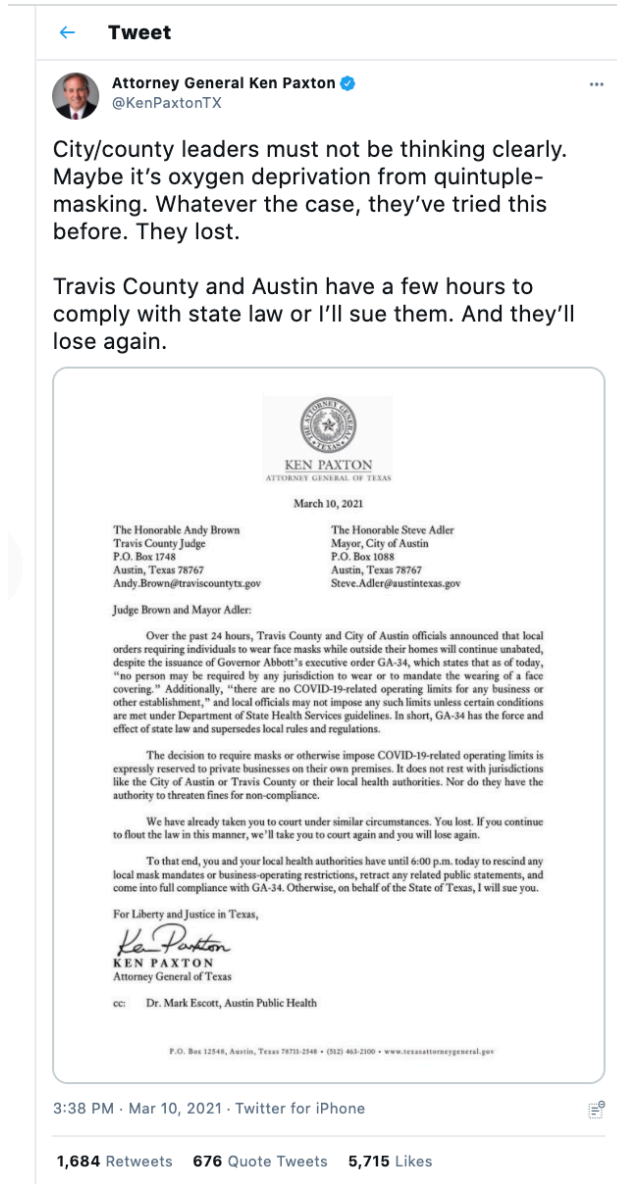 Tweet
Attorney General Ken Paxton
@KenPaxtonTX
City/county leaders must not be thinking clearly.
Maybe it’s oxygen deprivation from quintuple-
masking. Whatever the case, they’ve tried this
before. They lost.
Travis County and Austin have a few hours to
comply with state law or I’ll sue them. And they’ll
lose again.
THE ATTORNEY GENERAL
TEXAS
KEN PAXTON
ATTORNEY GENERAL OF TEXAS
March 10, 2021
The Honorable Andy Brown
Travis County Judge
P.O. Box 1748
Austin, Texas 78767
Andy.Brown@traviscountytx.gov
The Honorable Steve Adler
Mayor, City of Austin
P.O. Box 1088
Austin, Texas 78767
Steve.Adler@austintexas.gov
Judge Brown and Mayor Adler:
Over the past 24 hours, Travis County and City of Austin officials announced that local
orders requiring individuals to wear face masks while outside their homes will continue unabated,
despite the issuance of Governor Abbott’s executive order GA-34, which states that as of today,
“no person may be required by any jurisdiction to wear or to mandate the wearing of a face
covering.” Additionally, “there are no COVID-19-related operating limits for any business or
other establishment,” and local officials may not impose any such limits unless certain conditions
are met under Department of State Health Services guidelines. In short, GA-34 has the force and
effect of state law and supersedes local rules and regulations.
The decision to require masks or otherwise impose COVID-19-related operating limits is
expressly reserved to private businesses on their own premises. It does not rest with jurisdictions
like the City of Austin or Travis County or their local health authorities. Nor do they have the
authority to threaten fines for non-compliance.
We have already taken you to court under similar circumstances. You lost. If you continue
to flout the law in this manner, we’ll take you to court again and you will lose again.
To that end, you and your local health authorities have until 6:00 p.m. today to rescind any
local mask mandates or business-operating restrictions, retract any related public statements, and
come into full compliance with GA-34. Otherwise, on behalf of the State of Texas, I will sue you.
For Liberty and Justice in Texas,
Ken Paxton
KEN PAXTON
Attorney General of Texas
cc: Dr. Mark Escott, Austin Public Health
P.O. Box 12548, Austin, Texas 78711-2548 • (512) 463-2100 • www.texasattorneygeneral.gov
3:38 PM · Mar 10, 2021 · Twitter for iPhone
1,684 Retweets 676 Quote Tweets 5,715 Likes